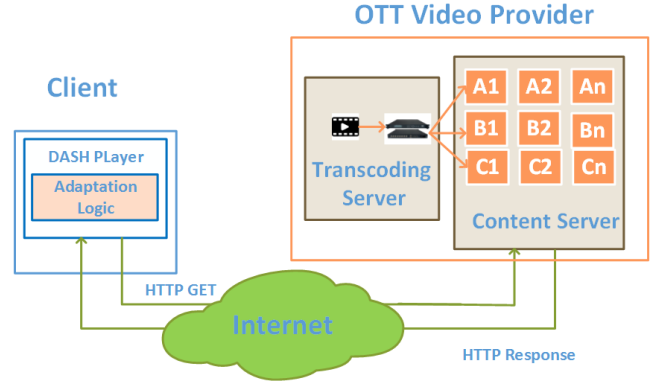 OTT Video Provider
Client
DASH PLayer
Adaptation
Logic
Transcoding
Server
A1 A2 An
B1 B2 Bn
C1 C2 Cn
Content Server
HTTP GET
Internet
HTTP Response